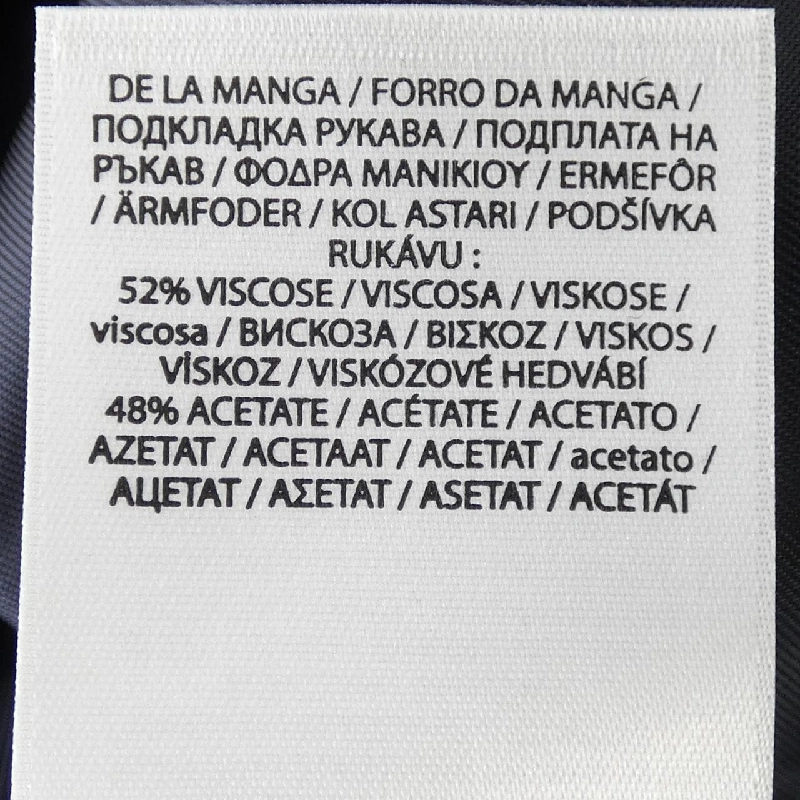 DE LA MANGA / FORRO DA MANGA /
ПОДКЛАДКА РУКАВА / ПОДПЛАТА НА
РЪКАВ / ΦΟΔΡΑ ΜΑΝΙΚΙΟΥ / ERMEFÔR
/ ÄRMFODER / KOL ASTARI / PODŠÍVKA
RUKÁVU :
52% VISCOSE / VISCOSA / VISKOSE /
viscosa / ВИСКОЗА / ΒΙΣΚΟΖ / VISKOS /
VİSKOZ / VISKÓZOVÉ HEDVÁBÍ
48% ACETATE / ACÉTATE / ACETATO /
AZETAT / ACETAAT / ACETAT / acetato /
АЦЕТАТ / ΑΣΕΤΑΤ / ASETAT / ACETÁT